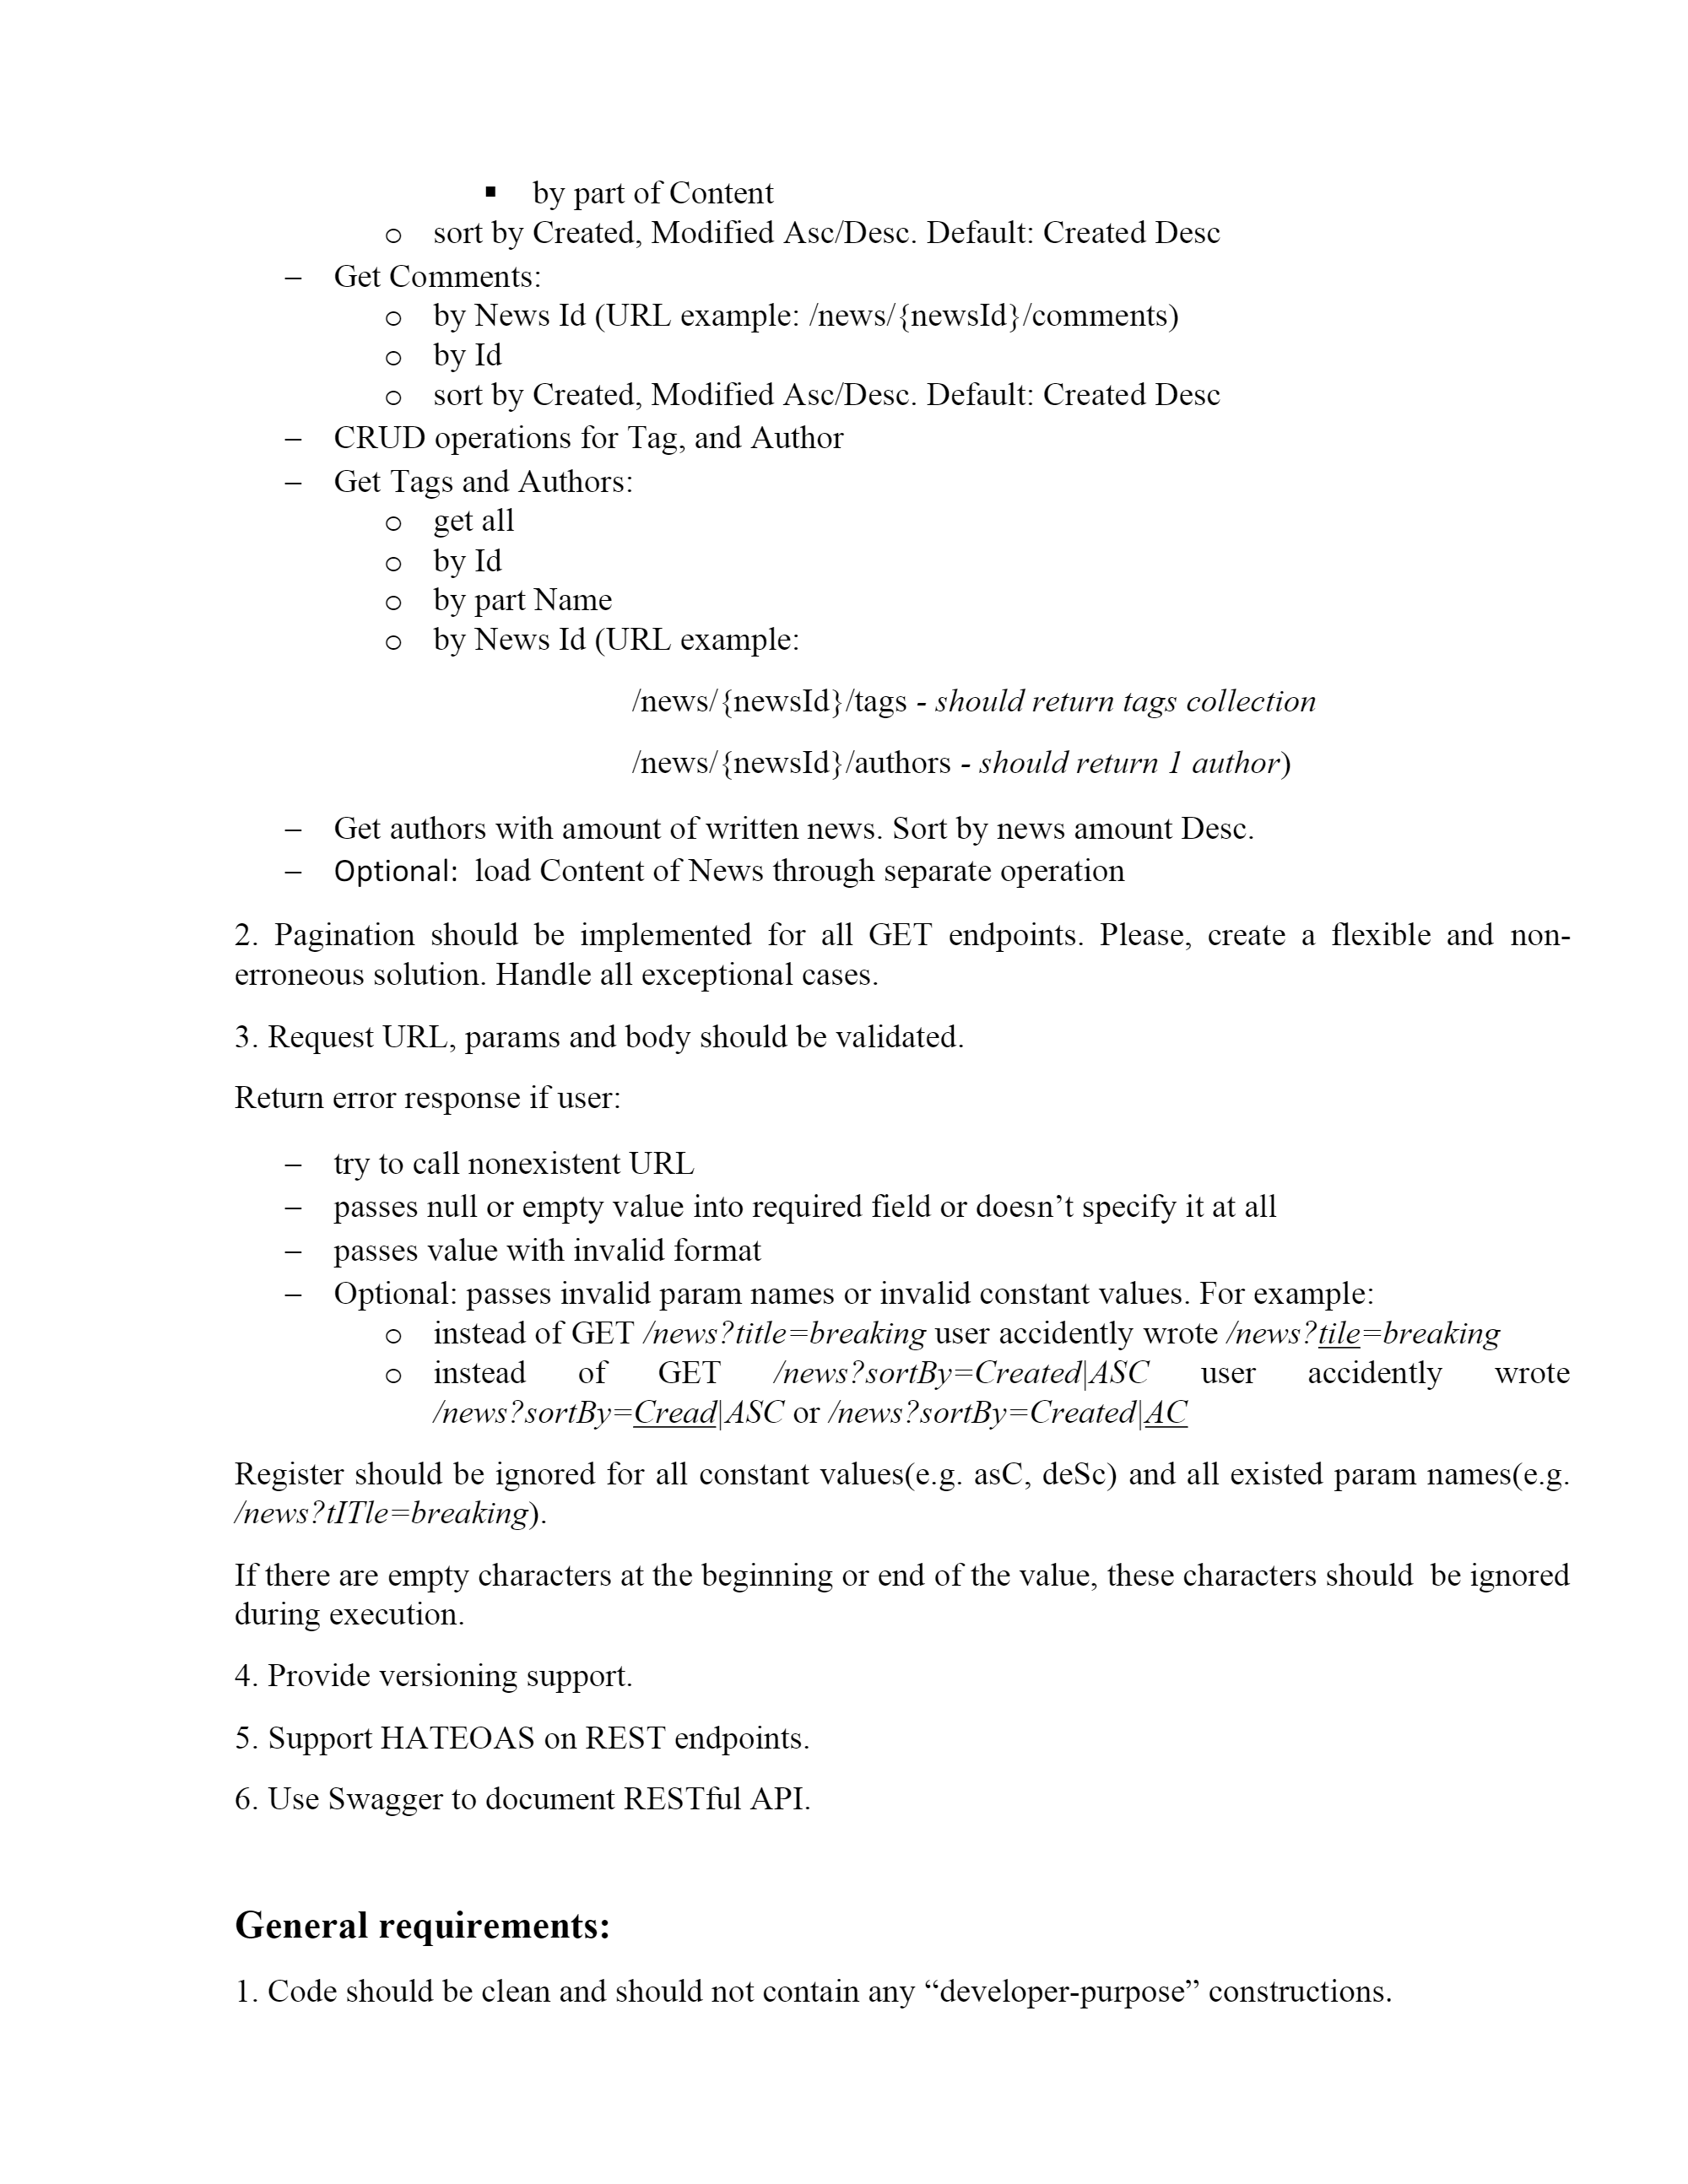 ▪ by part of Content
o sort by Created, Modified Asc/Desc. Default: Created Desc
– Get Comments:
o by News Id (URL example: /news/{newsId}/comments)
o by Id
o sort by Created, Modified Asc/Desc. Default: Created Desc
– CRUD operations for Tag, and Author
– Get Tags and Authors:
o get all
o by Id
o by part Name
o by News Id (URL example:
/news/{newsId}/tags - should return tags collection
/news/{newsId}/authors - should return 1 author)
– Get authors with amount of written news. Sort by news amount Desc.
– Optional: load Content of News through separate operation
2. Pagination should be implemented for all GET endpoints. Please, create a flexible and non-
erroneous solution. Handle all exceptional cases.
3. Request URL, params and body should be validated.
Return error response if user:
– try to call nonexistent URL
– passes null or empty value into required field or doesn’t specify it at all
– passes value with invalid format
– Optional: passes invalid param names or invalid constant values. For example:
o instead of GET /news?title=breaking user accidently wrote /news?tile=breaking
o instead of GET /news?sortBy=Created|ASC user accidently wrote
/news?sortBy=Cread|ASC or /news?sortBy=Created|AC
Register should be ignored for all constant values(e.g. asC, deSc) and all existed param names(e.g.
/news?tITle=breaking).
If there are empty characters at the beginning or end of the value, these characters should be ignored
during execution.
4. Provide versioning support.
5. Support HATEOAS on REST endpoints.
6. Use Swagger to document RESTful API.
General requirements:
1. Code should be clean and should not contain any “developer-purpose” constructions.